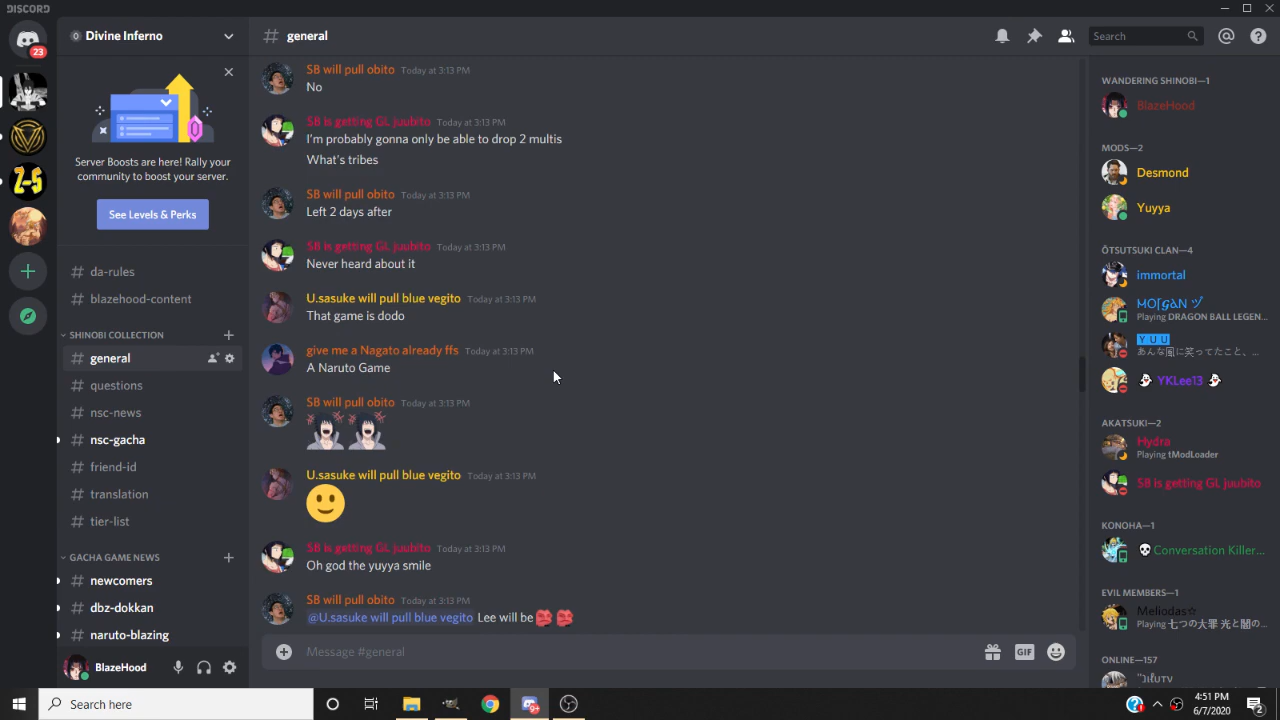 DISCORD
23
Divine Inferno
Server Boosts are here! Rally your
community to boost your server.
See Levels & Perks
# da-rules
# blazehood-content
SHINOBI COLLECTION
# general
# questions
# nsc-news
# nsc-gacha
# friend-id
# translation
# tier-list
GACHA GAME NEWS
# newcomers
# dbz-dokkan
# naruto-blazing
BlazeHood
# general
Search
SB will pull obito Today at 3:13 PM
No
SB is getting GL juubito Today at 3:13 PM
I'm probably gonna only be able to drop 2 multis
What's tribes
SB will pull obito Today at 3:13 PM
Left 2 days after
SB is getting GL juubito Today at 3:13 PM
Never heard about it
U.sasuke will pull blue vegito Today at 3:13 PM
That game is dodo
give me a Nagato already ffs Today at 3:13 PM
A Naruto Game
SB will pull obito Today at 3:13 PM
U.sasuke will pull blue vegito Today at 3:13 PM
SB is getting GL juubito Today at 3:13 PM
Oh god the yuyya smile
SB will pull obito Today at 3:13 PM
@U.sasuke will pull blue vegito Lee will be
Message #general
GIF
WANDERING SHINOBI—1
BlazeHood
MODS—2
Desmond
Yuyya
ŌTSUTSUKI CLAN—4
immortal
Playing DRAGON BALL LEGEN...
Y U U
あんな風に笑ってたこと、...
YKLee13
AKATSUKI—2
Hydra
Playing tModLoader
SB is getting GL juubito
KONOHA—1
Conversation Killer...
EVIL MEMBERS—1
Meliodas☆
Playing 七つの大罪 光と闇の...
ONLINE—157
Search here
9+
4:51 PM
6/7/2020
2